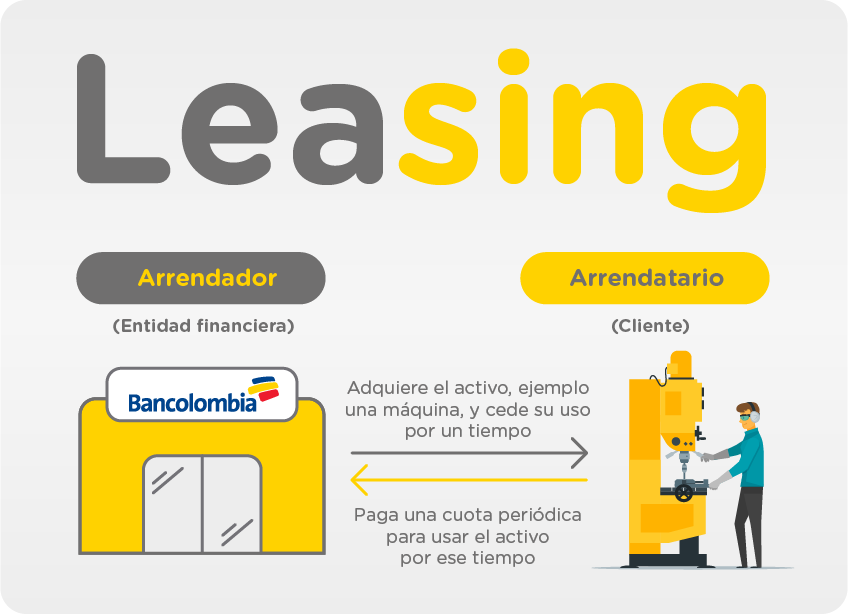 Leasing
Arrendador
(Entidad financiera)
Bancolombia
Adquiere el activo, ejemplo
una máquina, y cede su uso
por un tiempo
Paga una cuota periódica
para usar el activo
por ese tiempo
Arrendatario
(Cliente)